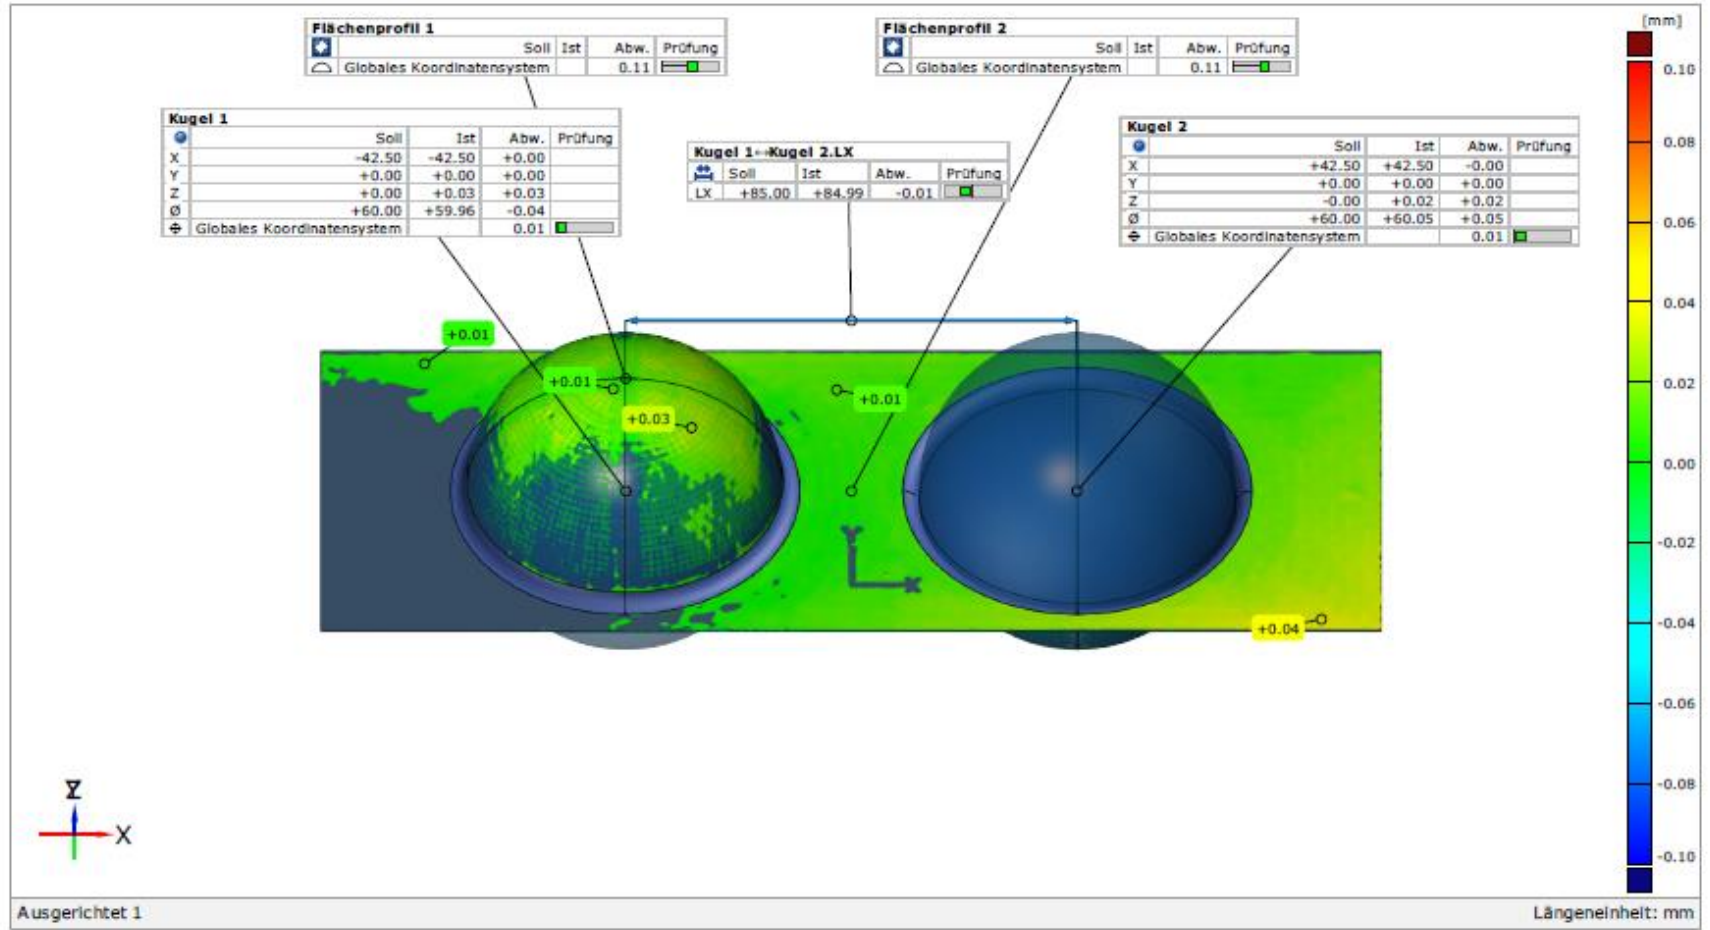 [mm]
Flächenprofil 1
Soll Ist Abw. Prüfung
Globales Koordinatensystem 0.11
Flächenprofil 2
Soll Ist Abw. Prüfung
Globales Koordinatensystem 0.11
Kugel 1
Soll Ist Abw. Prüfung
X -42.50 -42.50 +0.00
Y +0.00 +0.00 +0.00
Z +0.00 +0.03 +0.03
Ø +60.00 +59.96 -0.04
Globales Koordinatensystem 0.01
Kugel 1↔Kugel 2.LX
Soll Ist Abw. Prüfung
LX +85.00 +84.99 -0.01
Kugel 2
Soll Ist Abw. Prüfung
X +42.50 +42.50 -0.00
Y +0.00 +0.00 +0.00
Z -0.00 +0.02 +0.02
Ø +60.00 +60.05 +0.05
Globales Koordinatensystem 0.01
+0.01
+0.01
+0.03
+0.01
+0.04
Y
X
Z
X
0.10
0.08
0.06
0.04
0.02
0.00
-0.02
-0.04
-0.06
-0.08
-0.10
Ausgerichtet 1
Längeneinheit: mm